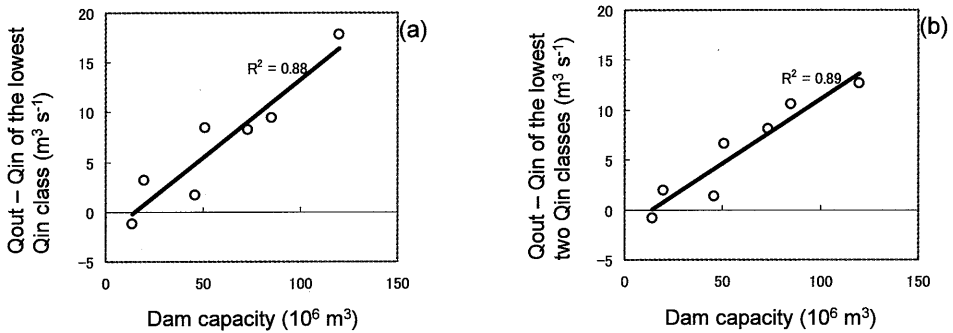 (a)
Qout – Qin of the lowest
Qin class (m³ s⁻¹)
20
15
10
5
0
−5
R² = 0.88
0
50
100
150
Dam capacity (10⁶ m³)
(b)
Qout – Qin of the lowest
two Qin classes (m³ s⁻¹)
20
15
10
5
0
−5
R² = 0.89
0
50
100
150
Dam capacity (10⁶ m³)